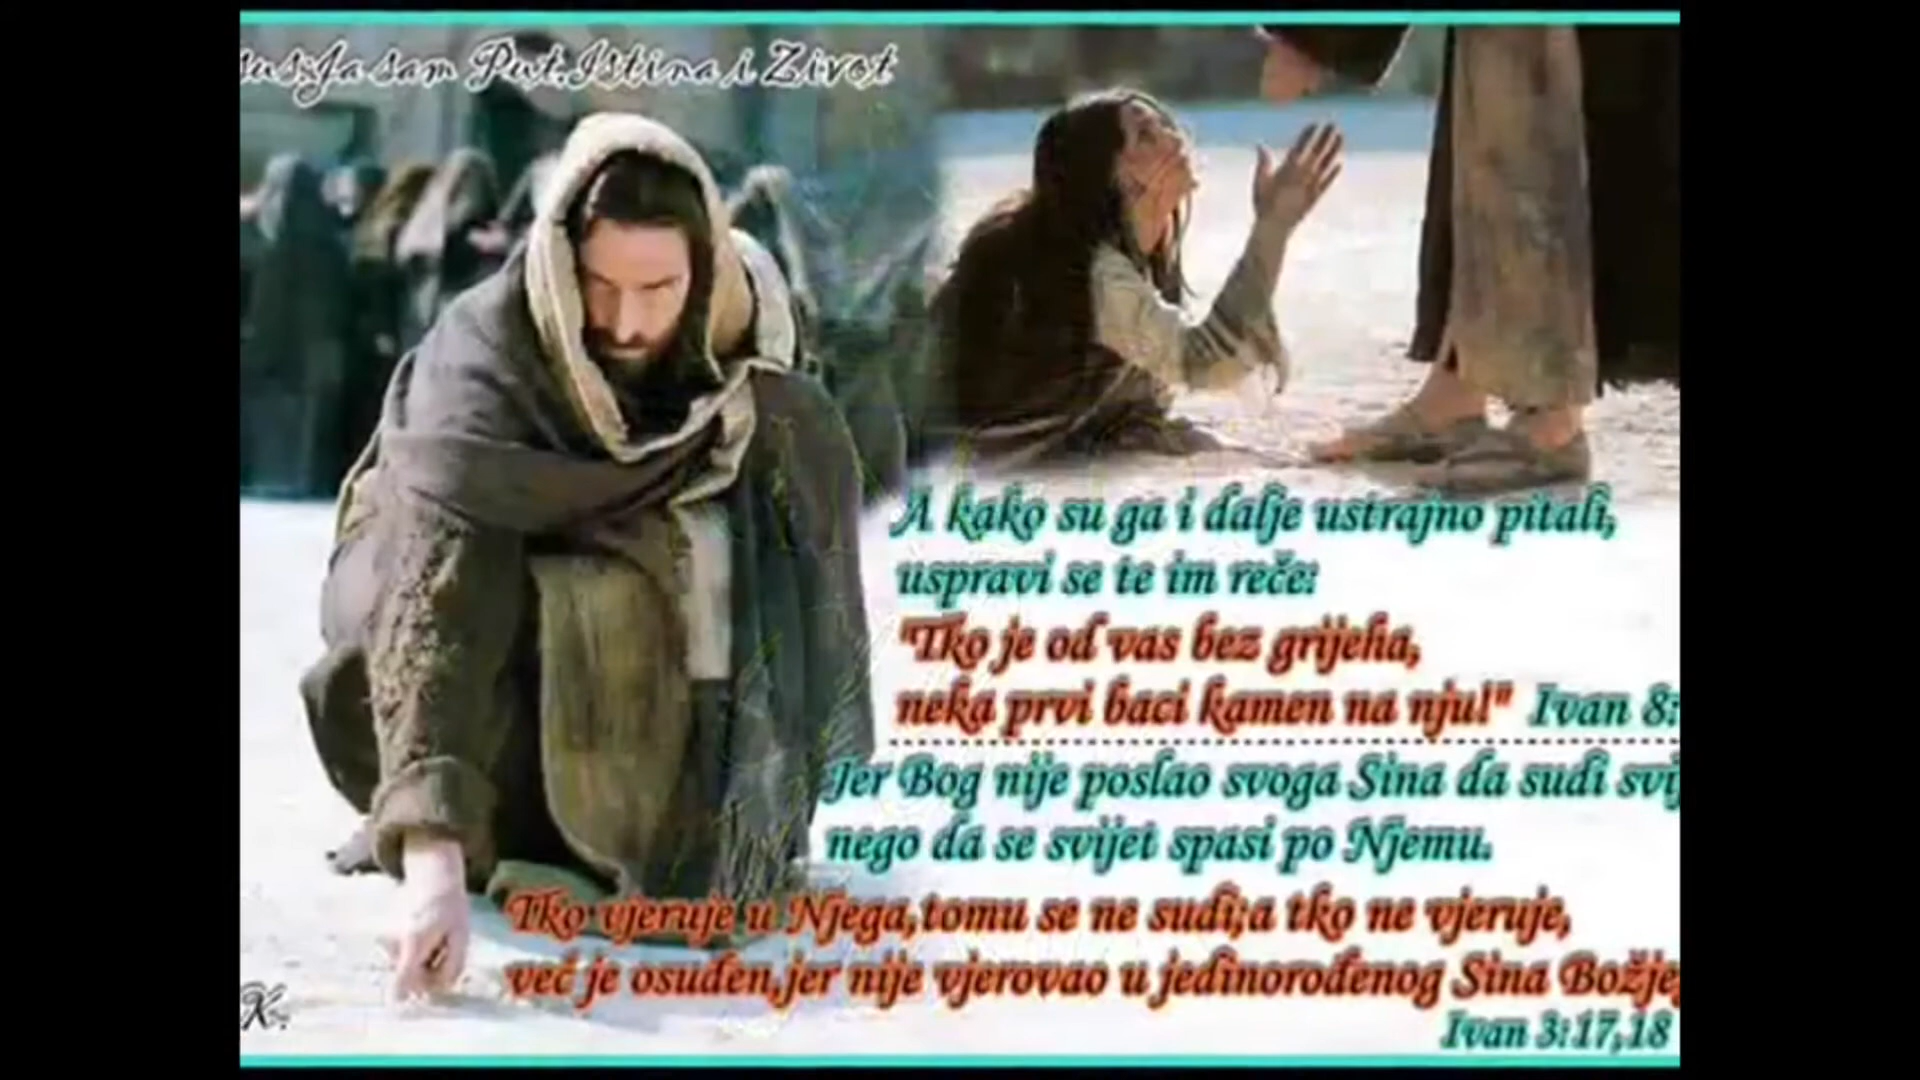 sus:Ja sam Put.Istina i Zivot
A kako su ga i dalje ustrajno pitali,
uspravi se te im reče:
"Tko je od vas bez grijeha,
neka prvi baci kamen na nju!" Ivan 8:
Jer Bog nije poslao svoga Sina da sudi svij
nego da se svijet spasi po Njemu.
Tko vjeruje u Njega,tomu se ne sudi;a tko ne vjeruje,
već je osuđen,jer nije vjerovao u jedinorođenog Sina Božje
Ivan 3:17,18
K.